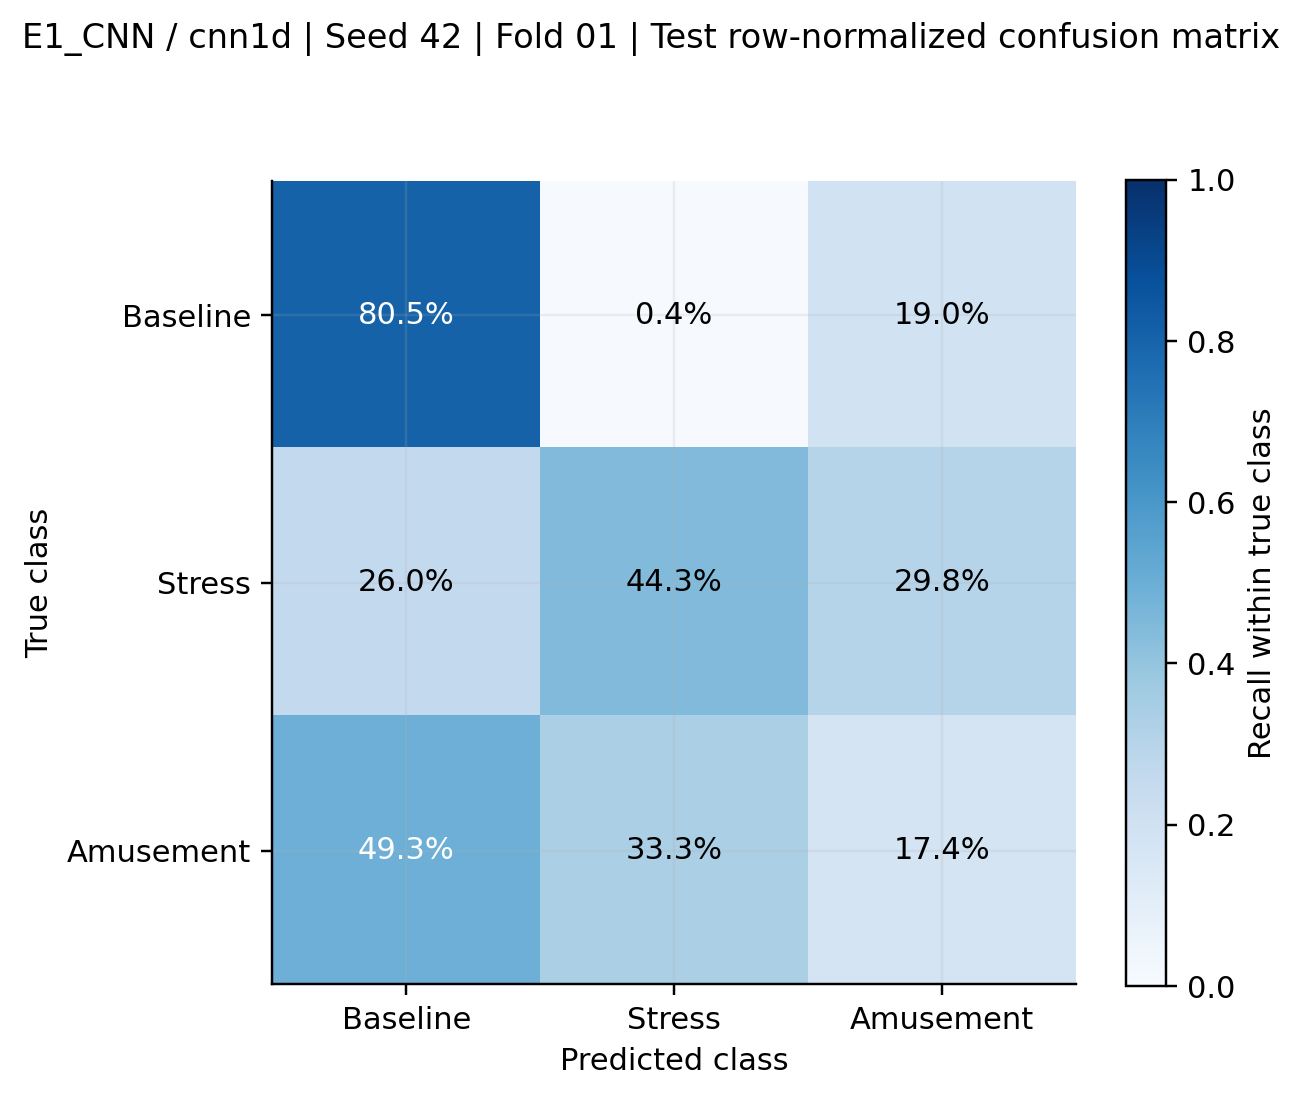 E1_CNN / cnn1d | Seed 42 | Fold 01 | Test row-normalized confusion matrix
True class
Baseline
80.5%
0.4%
19.0%
Stress
26.0%
44.3%
29.8%
Amusement
49.3%
33.3%
17.4%
Baseline
Stress
Amusement
Predicted class
1.0
0.8
0.6
0.4
0.2
0.0
Recall within true class